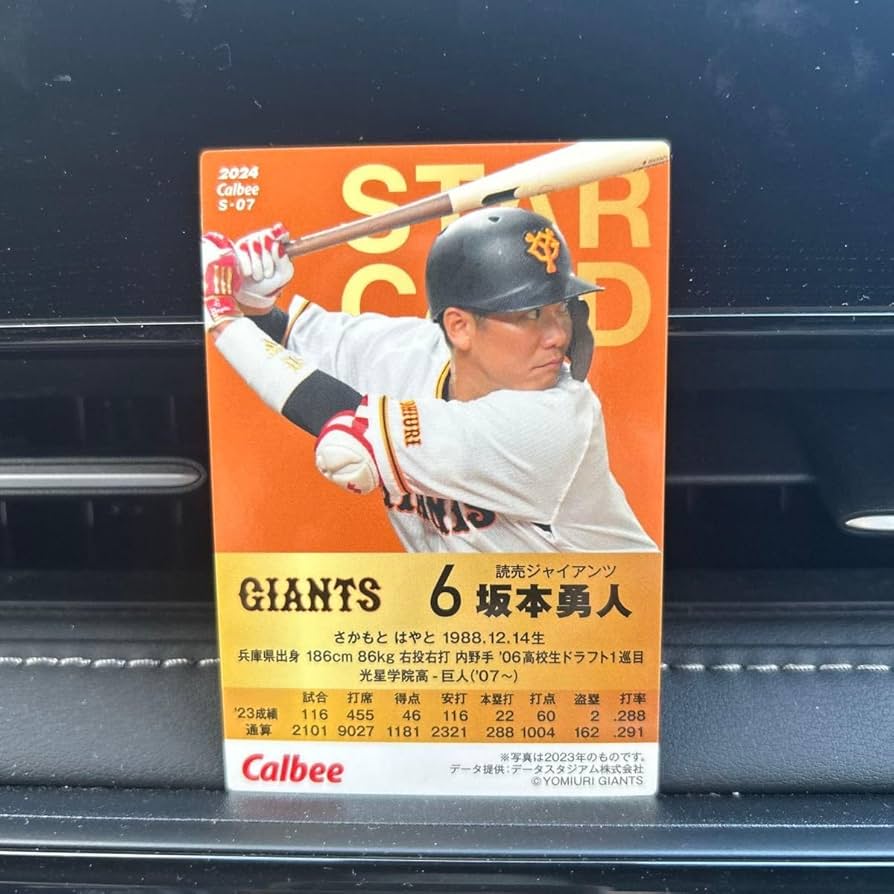 2024
Calbee
S-07
STAR
YOMIURI
GIANTS
読売ジャイアンツ
GIANTS 6 坂本勇人
さかもと はやと 1988.12.14生
兵庫県出身 186cm 86kg 右投右打 内野手 '06高校生ドラフト1巡目
光星学院高-巨人('07～)
試合 打席 得点 安打 本塁打 打点 盗塁 打率
'23成績 116 455 46 116 22 60 2 .288
通算 2101 9027 1181 2321 288 1004 162 .291
Calbee
※写真は2023年のものです。
データ提供:データスタジアム株式会社
©YOMIURI GIANTS